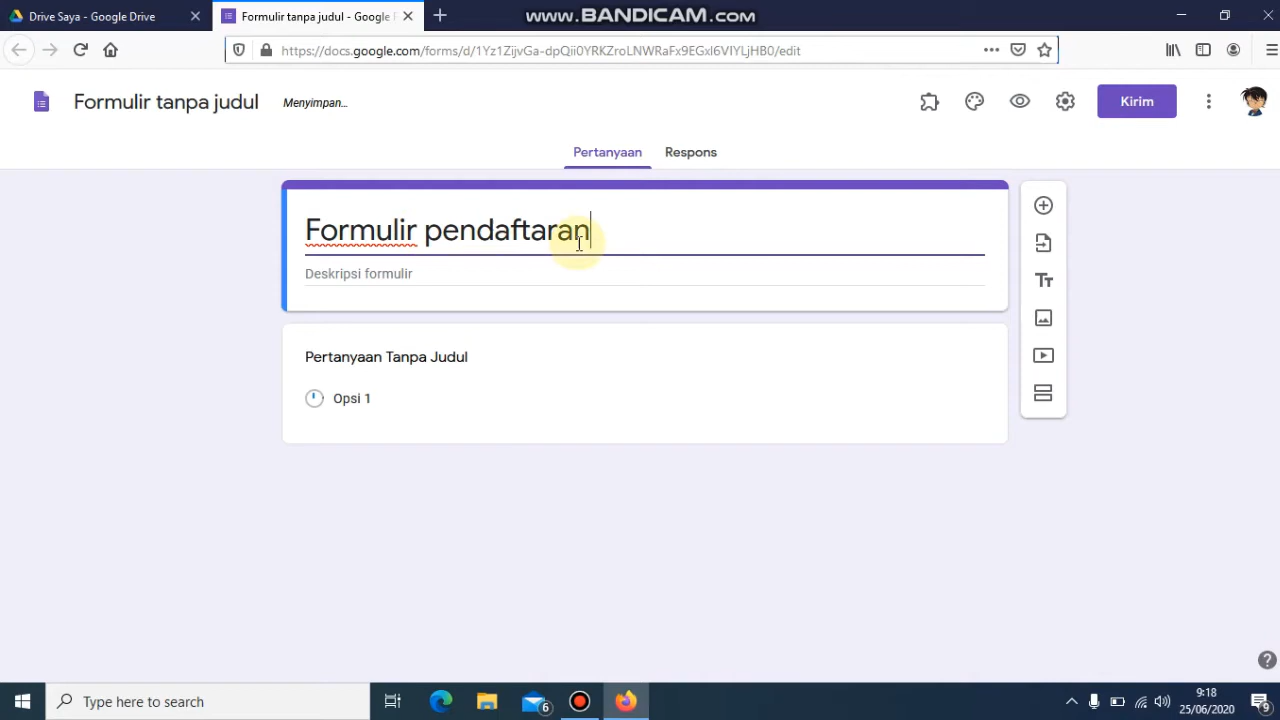 Drive Saya - Google Drive
Formulir tanpa judul - Google F
www.BANDICAM.com
https://docs.google.com/forms/d/1Yz1ZijvGa-dpQii0YRKZroLNWRaFx9EGxl6VIYLjHB0/edit
Formulir tanpa judul
Menyimpan...
Kirim
Pertanyaan
Respons
Formulir pendaftaran
Deskripsi formulir
Pertanyaan Tanpa Judul
Opsi 1
Type here to search
6
9:18
25/06/2020
9